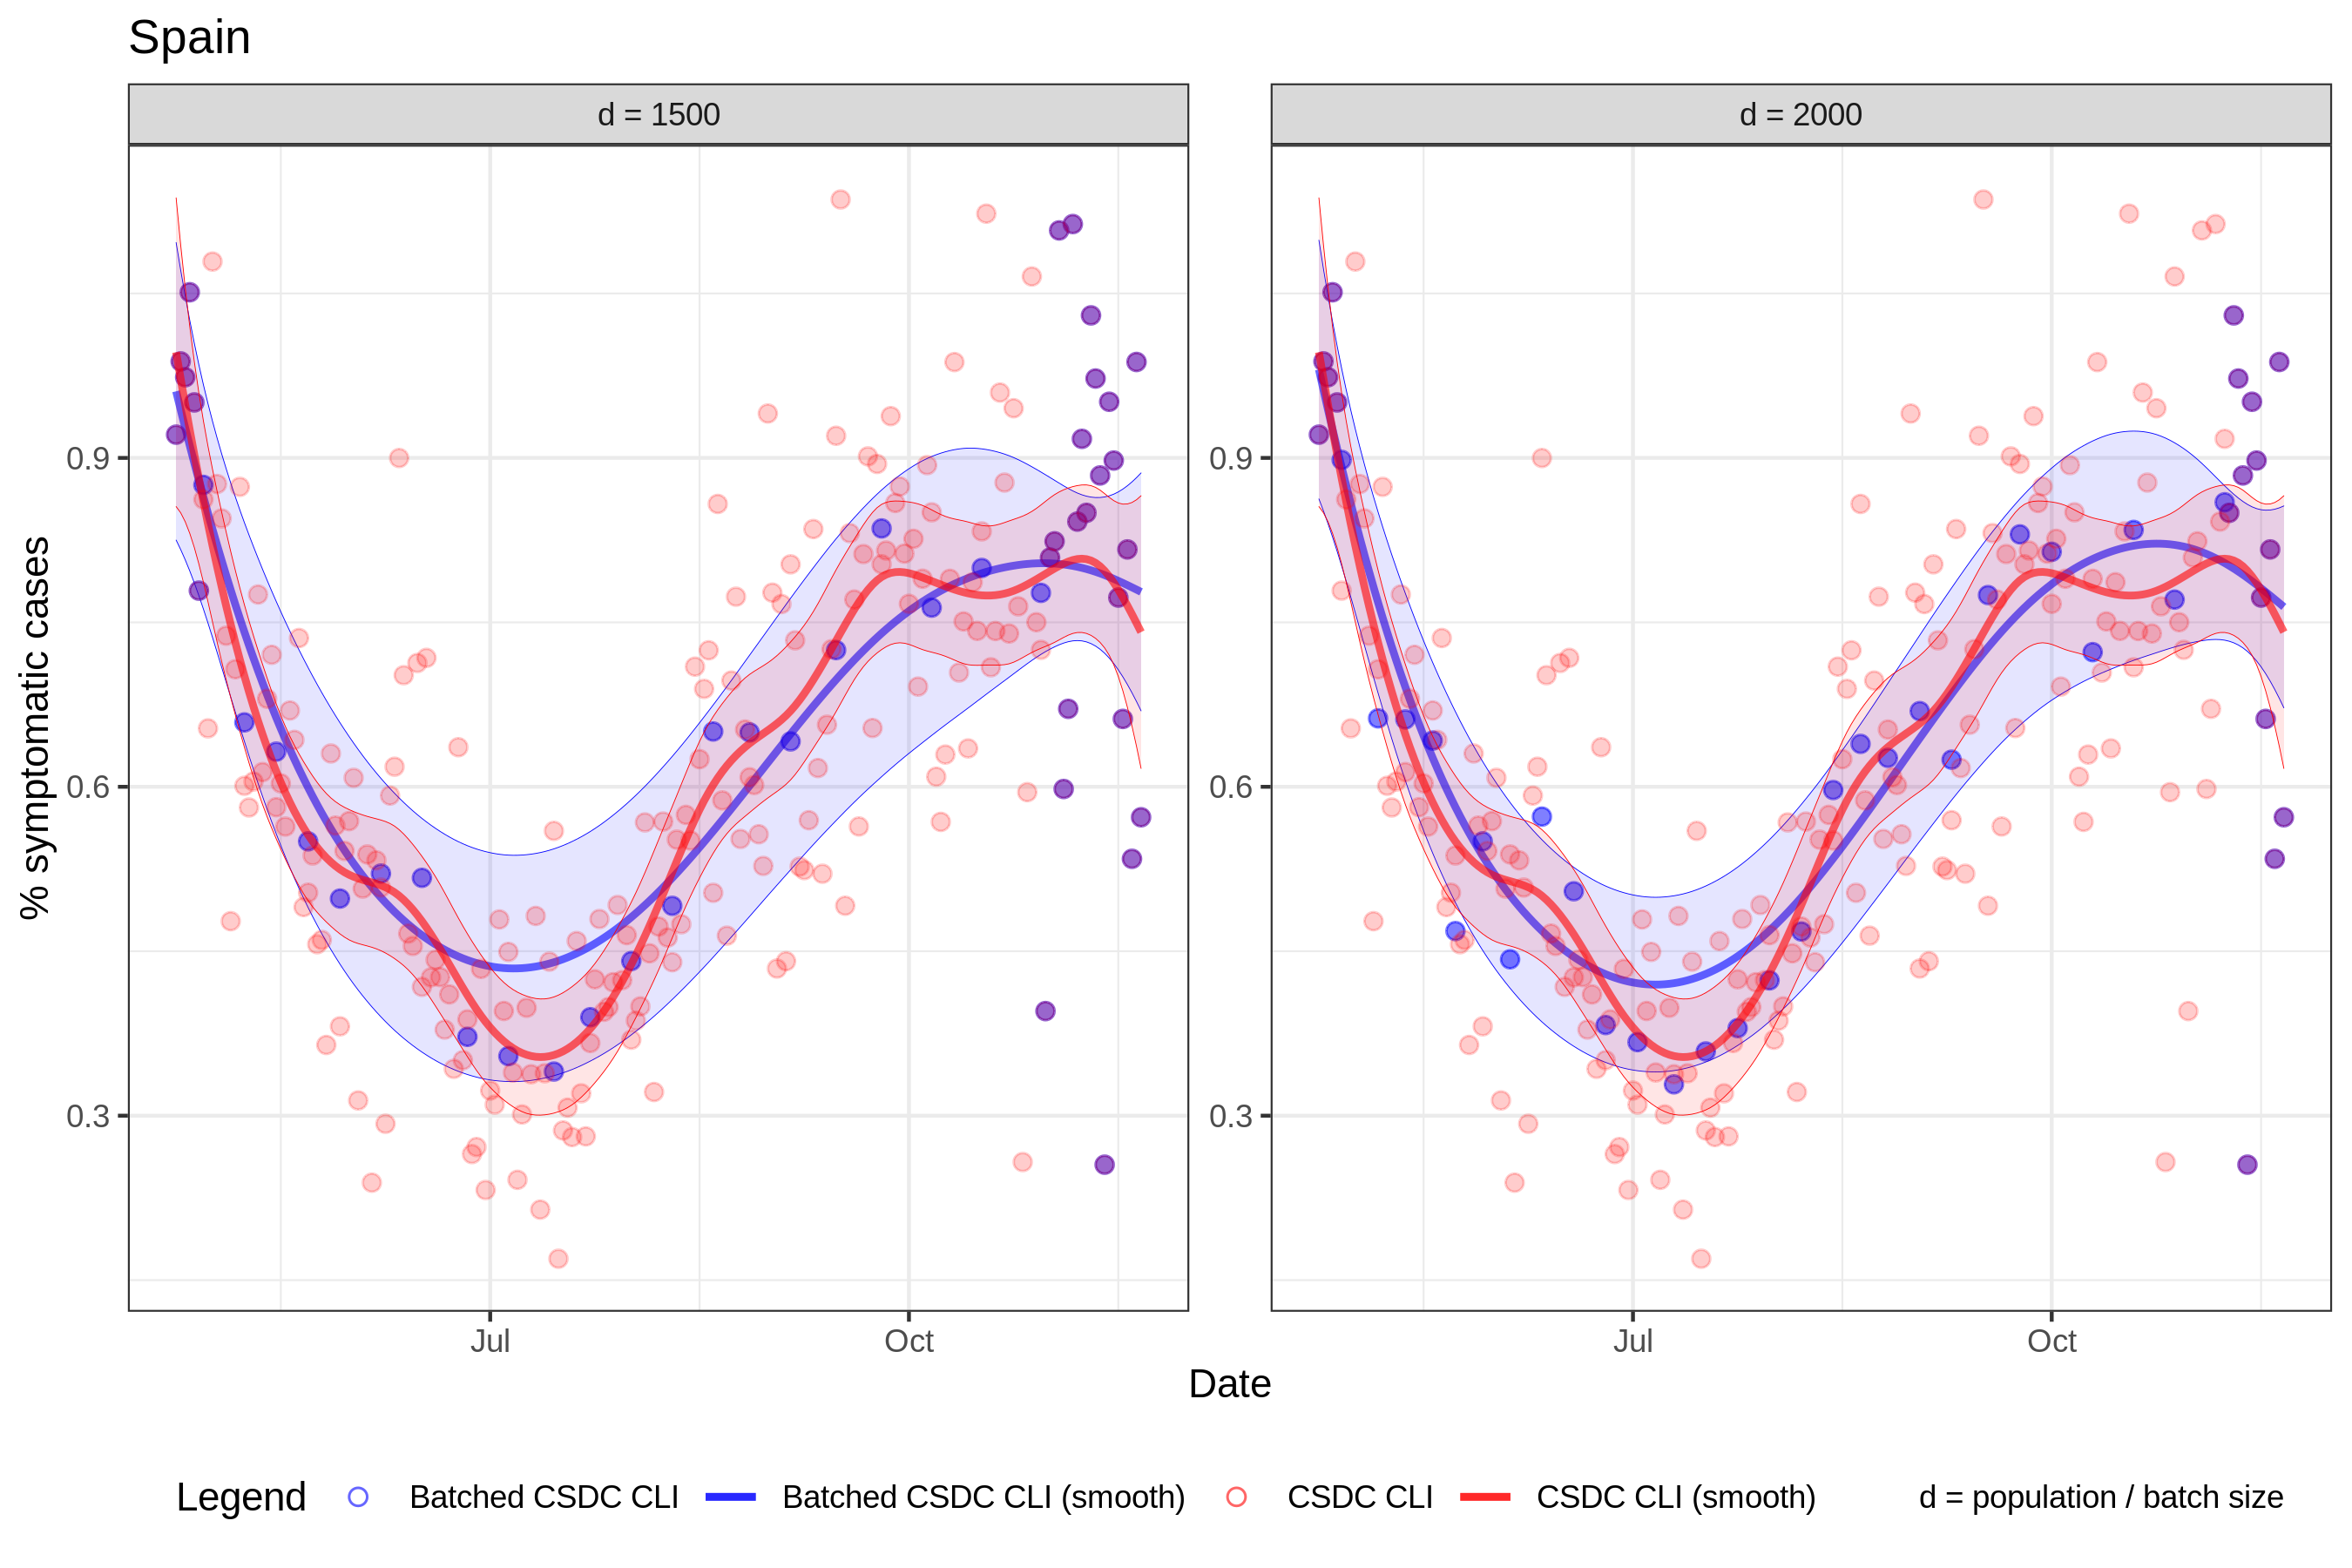 Spain
d = 1500
d = 2000
% symptomatic cases
0.9
0.6
0.3
0.9
0.6
0.3
Jul
Oct
Jul
Oct
Date
Legend
Batched CSDC CLI
Batched CSDC CLI (smooth)
CSDC CLI
CSDC CLI (smooth)
d = population / batch size